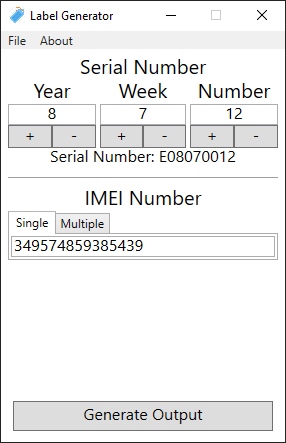 Label Generator
File About
Serial Number
Year Week Number
8 7 12
+ - + - + -
Serial Number: E08070012
IMEI Number
Single Multiple
349574859385439
Generate Output